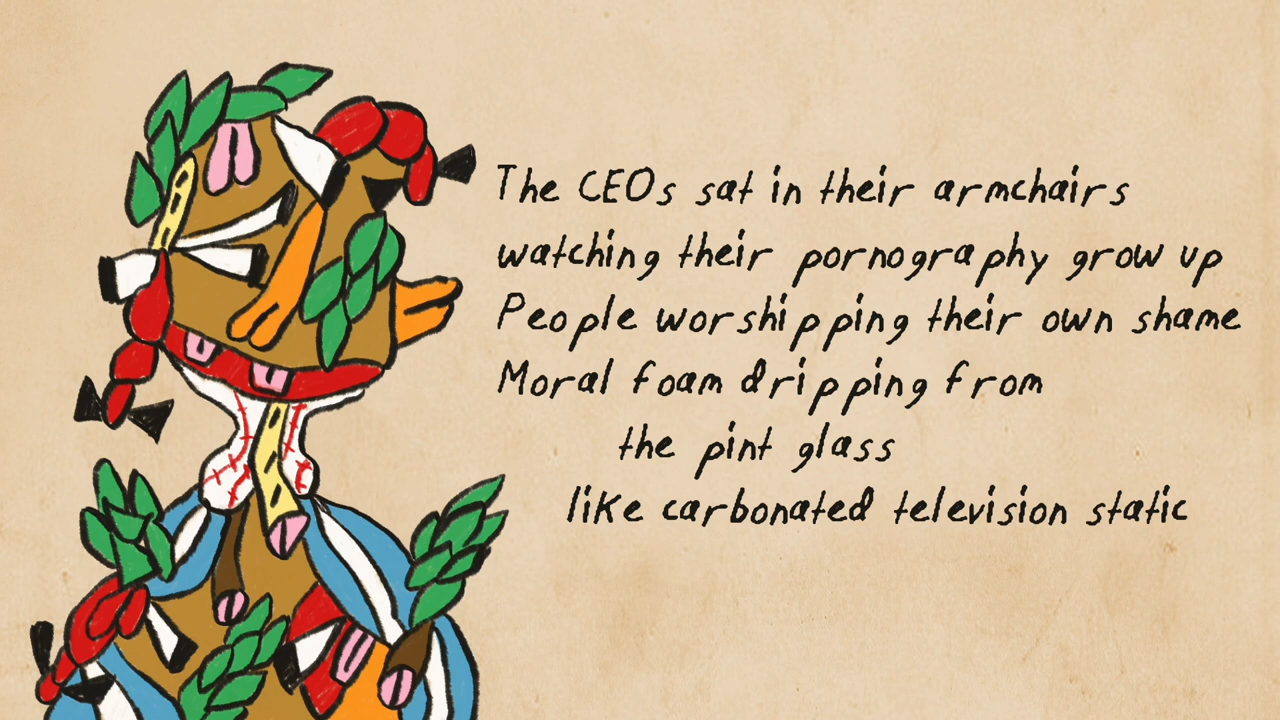 The CEOs sat in their armchairs
watching their pornography grow up
People worshipping their own shame
Moral foam dripping from
the pint glass
like carbonated television static